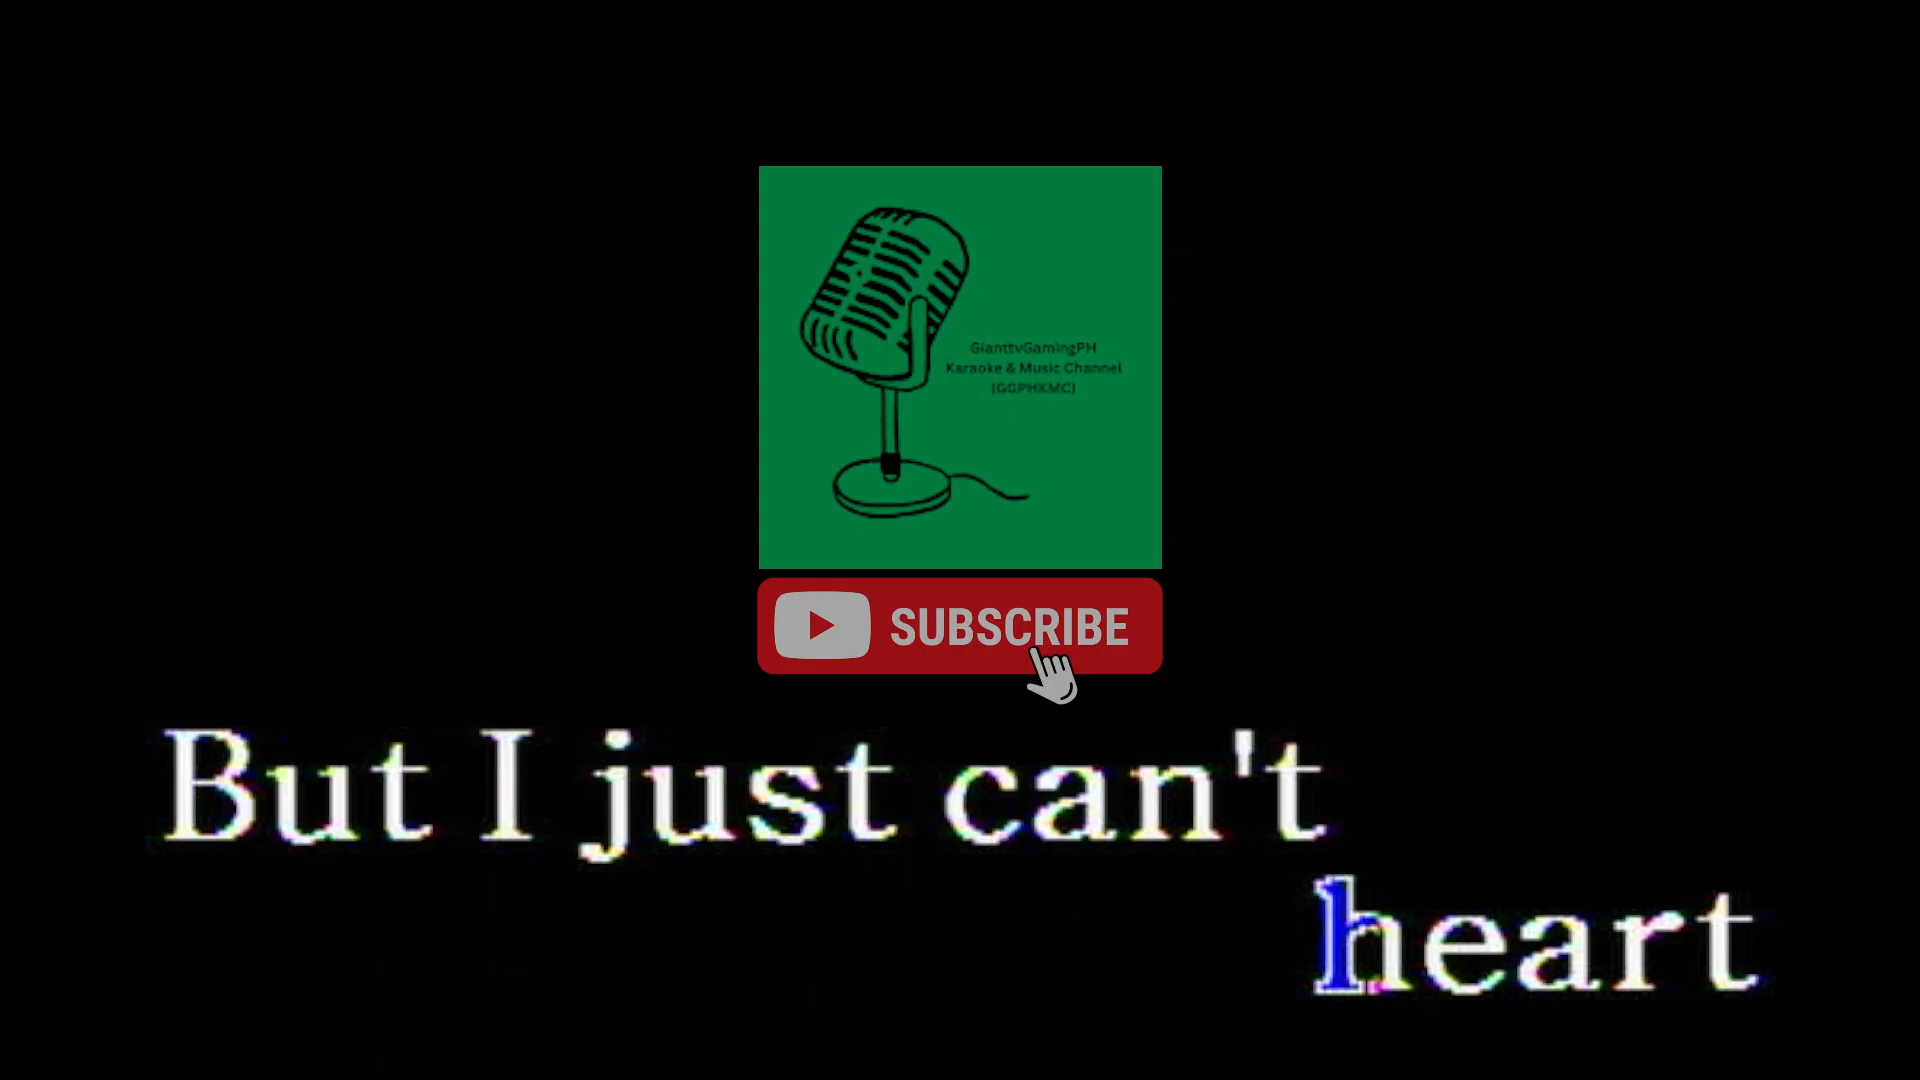 GianttvGamingPH
Karaoke & Music Channel
(GGPHKMC)
SUBSCRIBE
But I just can't
heart